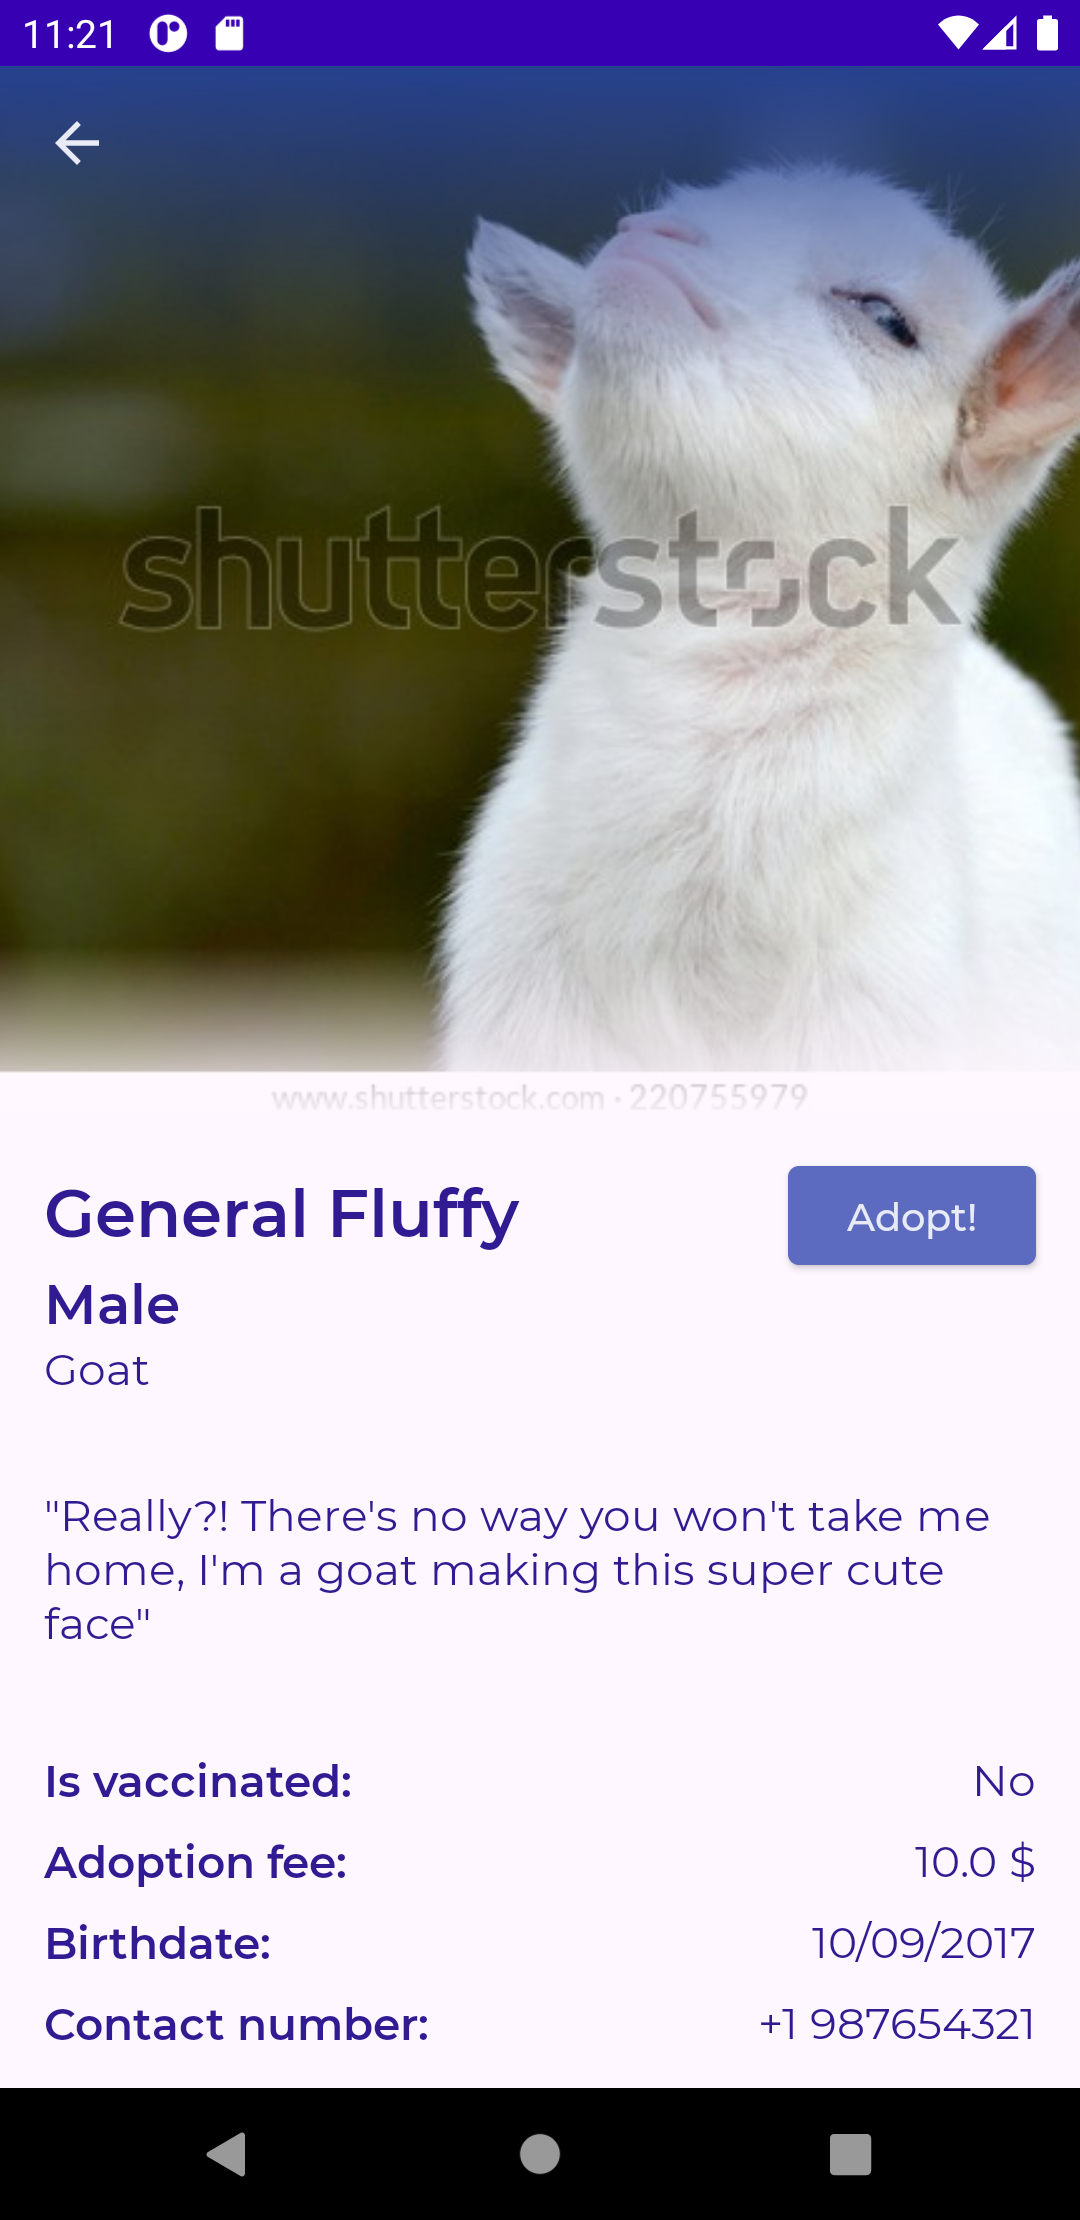 11:21
shutterstock
www.shutterstock.com · 220755979
General Fluffy
Adopt!
Male
Goat
"Really?! There's no way you won't take me
home, I'm a goat making this super cute
face"
Is vaccinated: No
Adoption fee: 10.0 $
Birthdate: 10/09/2017
Contact number: +1 987654321